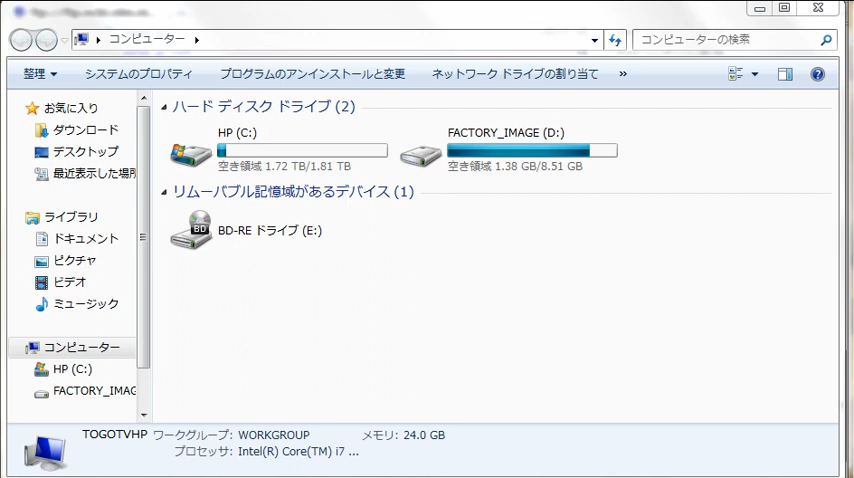 コンピューター
コンピューターの検索
整理
システムのプロパティ
プログラムのアンインストールと変更
ネットワーク ドライブの割り当て
»
お気に入り
ダウンロード
デスクトップ
最近表示した場所
ライブラリ
ドキュメント
ピクチャ
ビデオ
ミュージック
コンピューター
HP (C:)
FACTORY_IMAG
ハード ディスク ドライブ (2)
HP (C:)
空き領域 1.72 TB/1.81 TB
FACTORY_IMAGE (D:)
空き領域 1.38 GB/8.51 GB
リムーバブル記憶域があるデバイス (1)
BD
BD-RE ドライブ (E:)
TOGOTVHP ワークグループ: WORKGROUP メモリ: 24.0 GB
プロセッサ: Intel(R) Core(TM) i7 ...